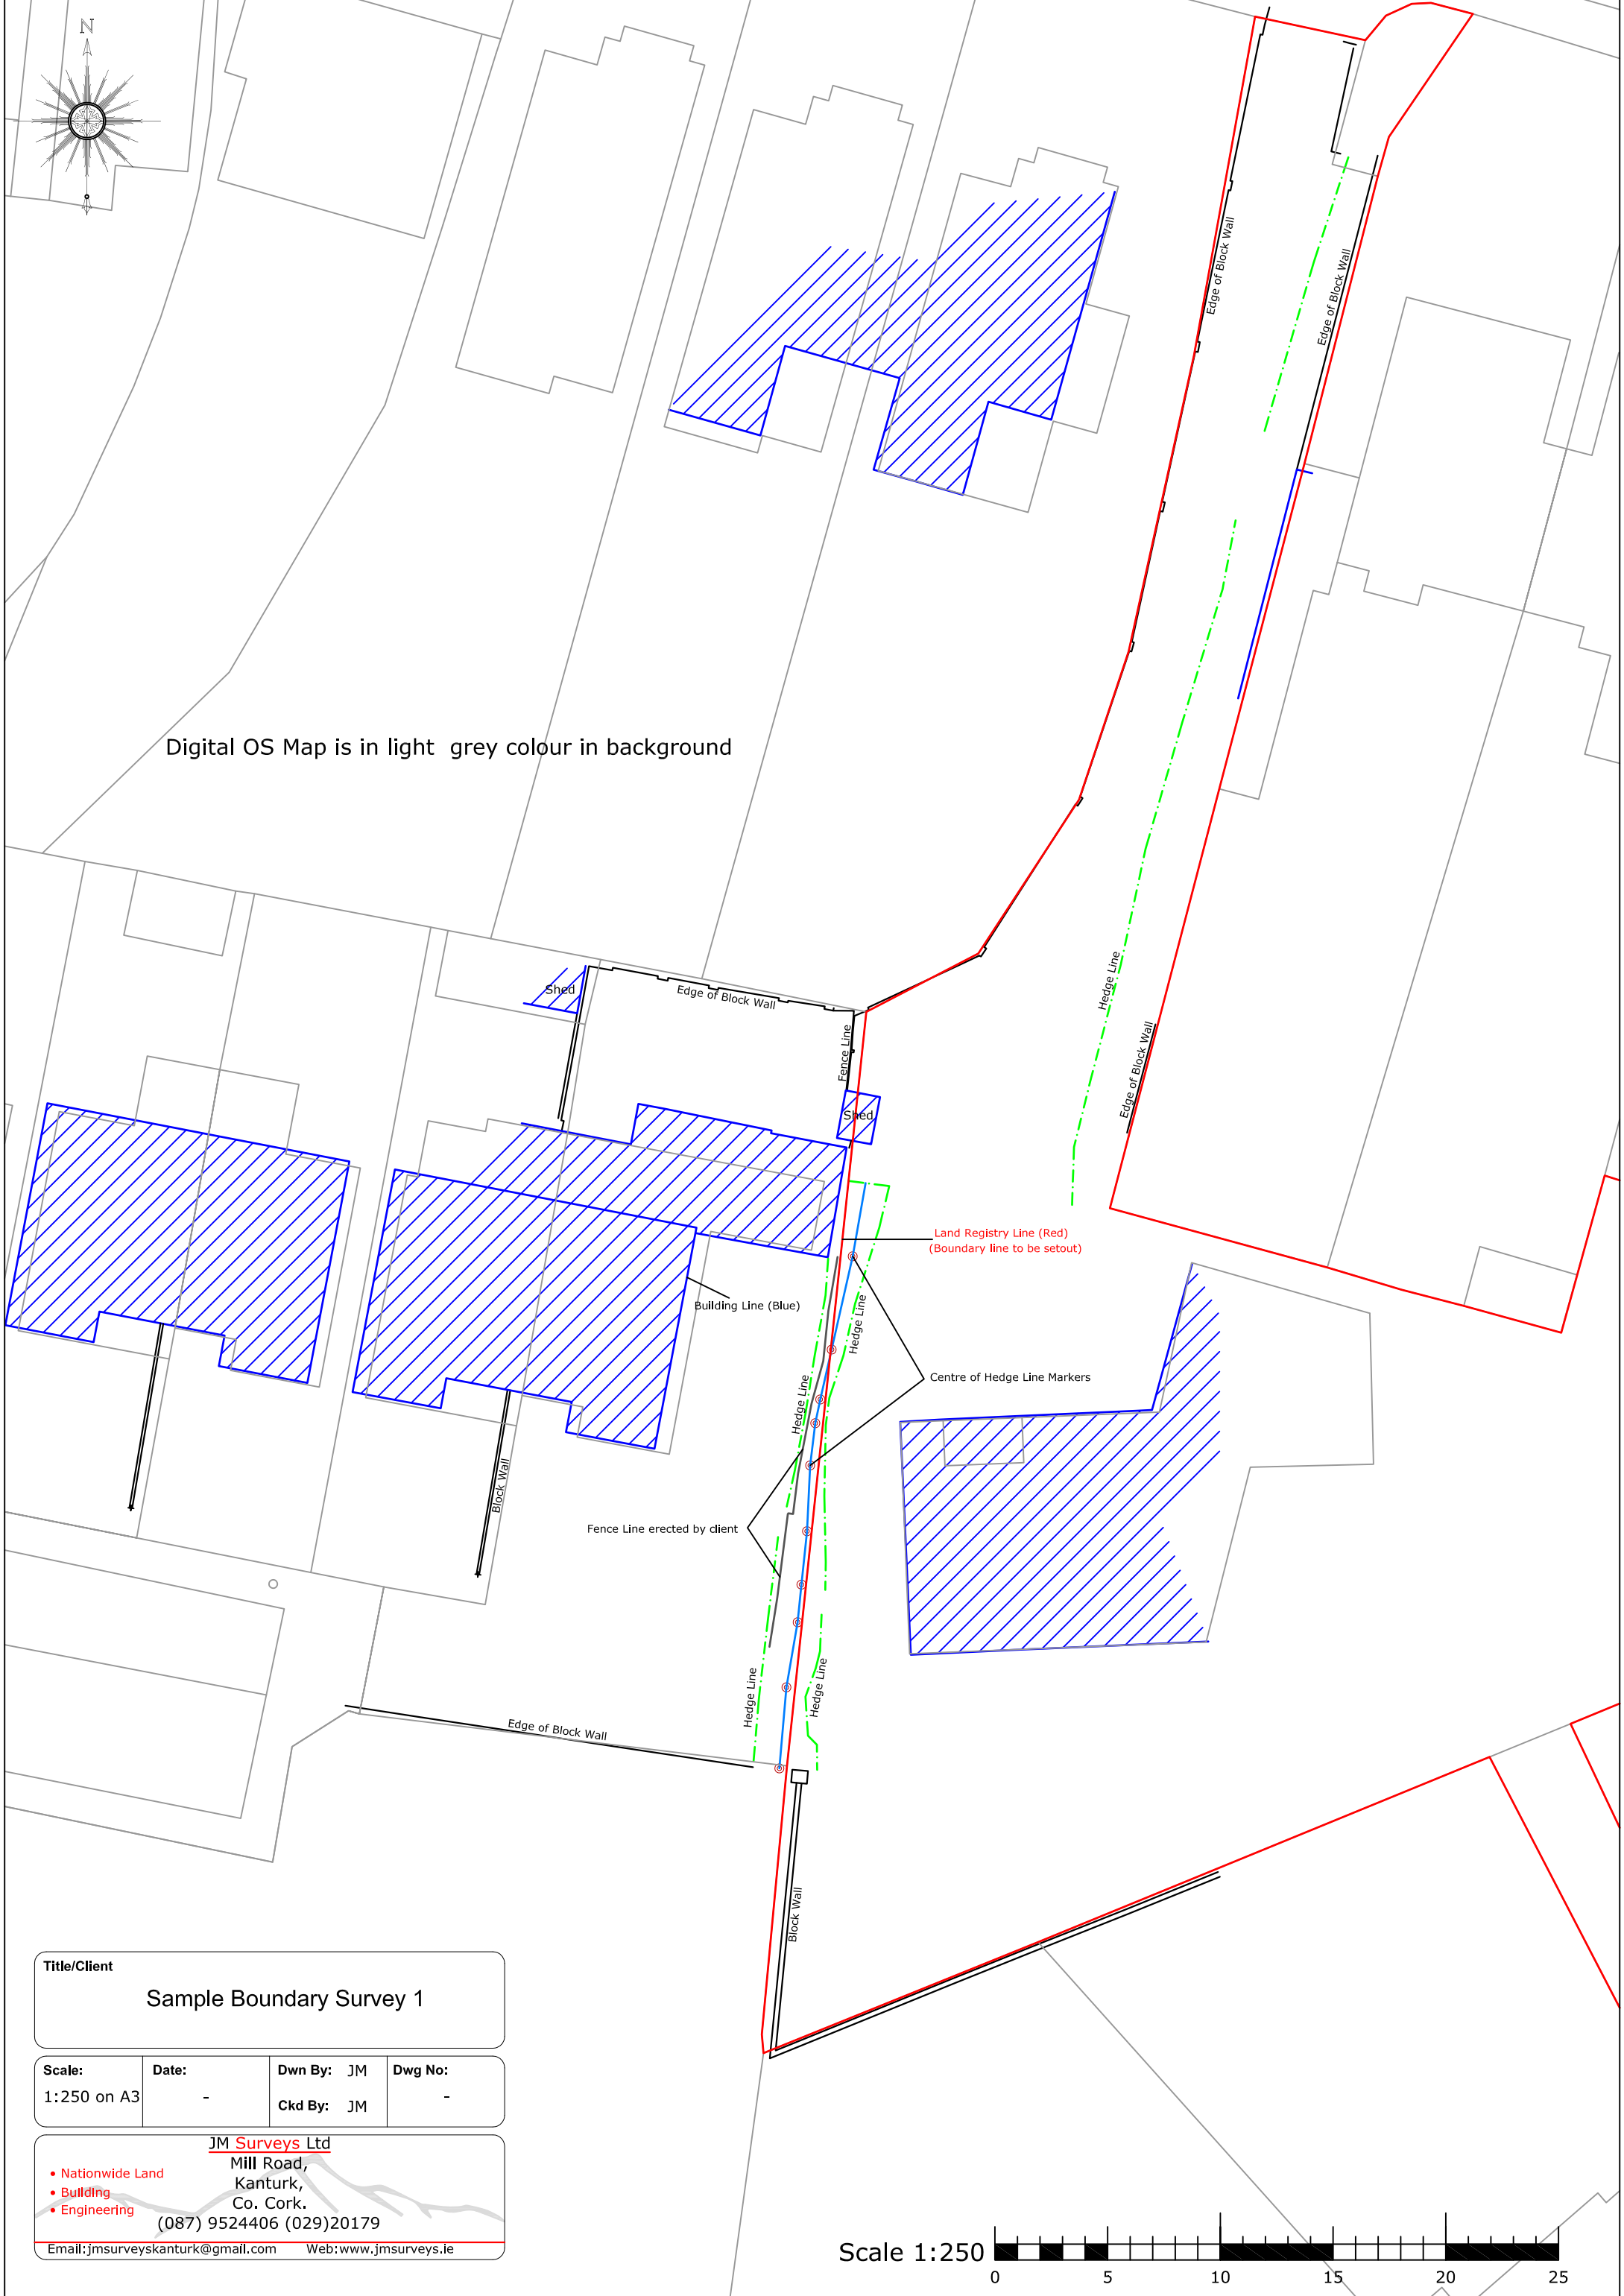 N
Edge of Block Wall
Edge of Block Wall
Digital OS Map is in light grey colour in background
Hedge Line
Shed
Edge of Block Wall
Fence Line
Edge of Block Wall
Shed
Land Registry Line (Red)
(Boundary line to be setout)
Building Line (Blue)
Hedge Line
Centre of Hedge Line Markers
Hedge Line
Block Wall
Fence Line erected by client
Hedge Line
Hedge Line
Edge of Block Wall
Block Wall
Title/Client
Sample Boundary Survey 1
Scale:
1:250 on A3
Date:
-
Dwn By: JM
Ckd By: JM
Dwg No:
-
JM Surveys Ltd
Mill Road,
Kanturk,
Co. Cork.
(087) 9524406 (029)20179
• Nationwide Land
• Building
• Engineering
Email:jmsurveyskanturk@gmail.com Web:www.jmsurveys.ie
Scale 1:250
0 5 10 15 20 25